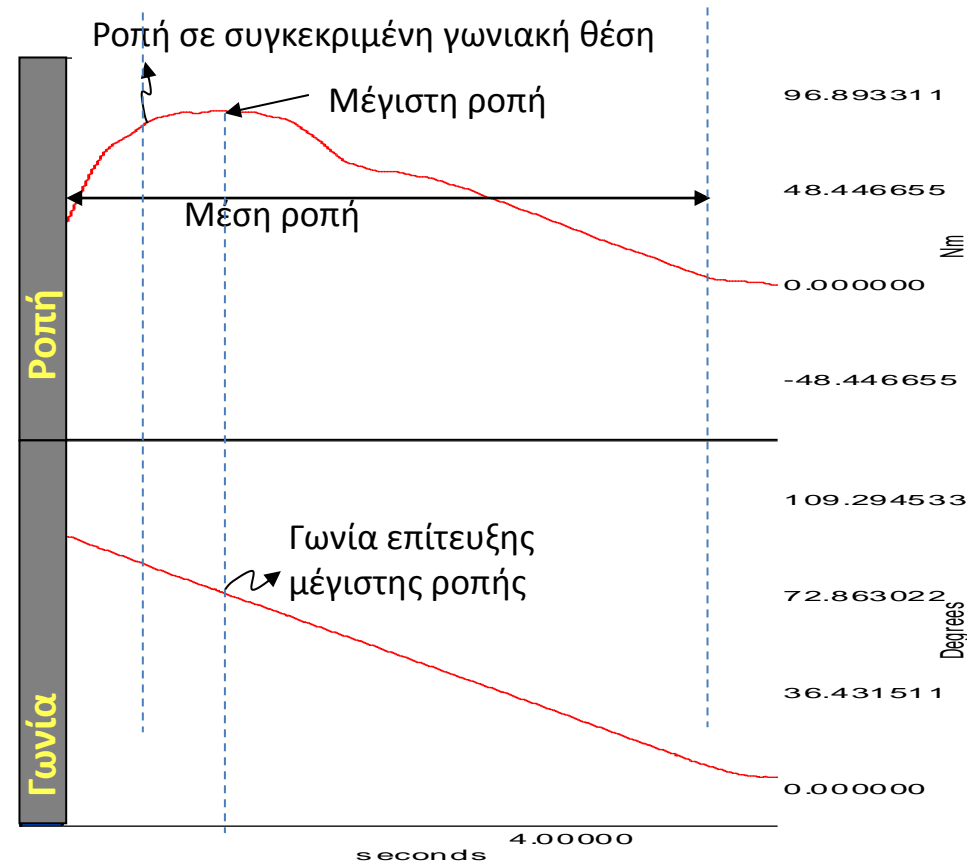 Ροπή σε συγκεκριμένη γωνιακή θέση
Μέγιστη ροπή
Μέση ροπή
Ροπή
96.893311
48.446655
0.000000
-48.446655
Nm
Γωνία επίτευξης
μέγιστης ροπής
Γωνία
109.294533
72.863022
36.431511
0.000000
Degrees
4.00000
seconds